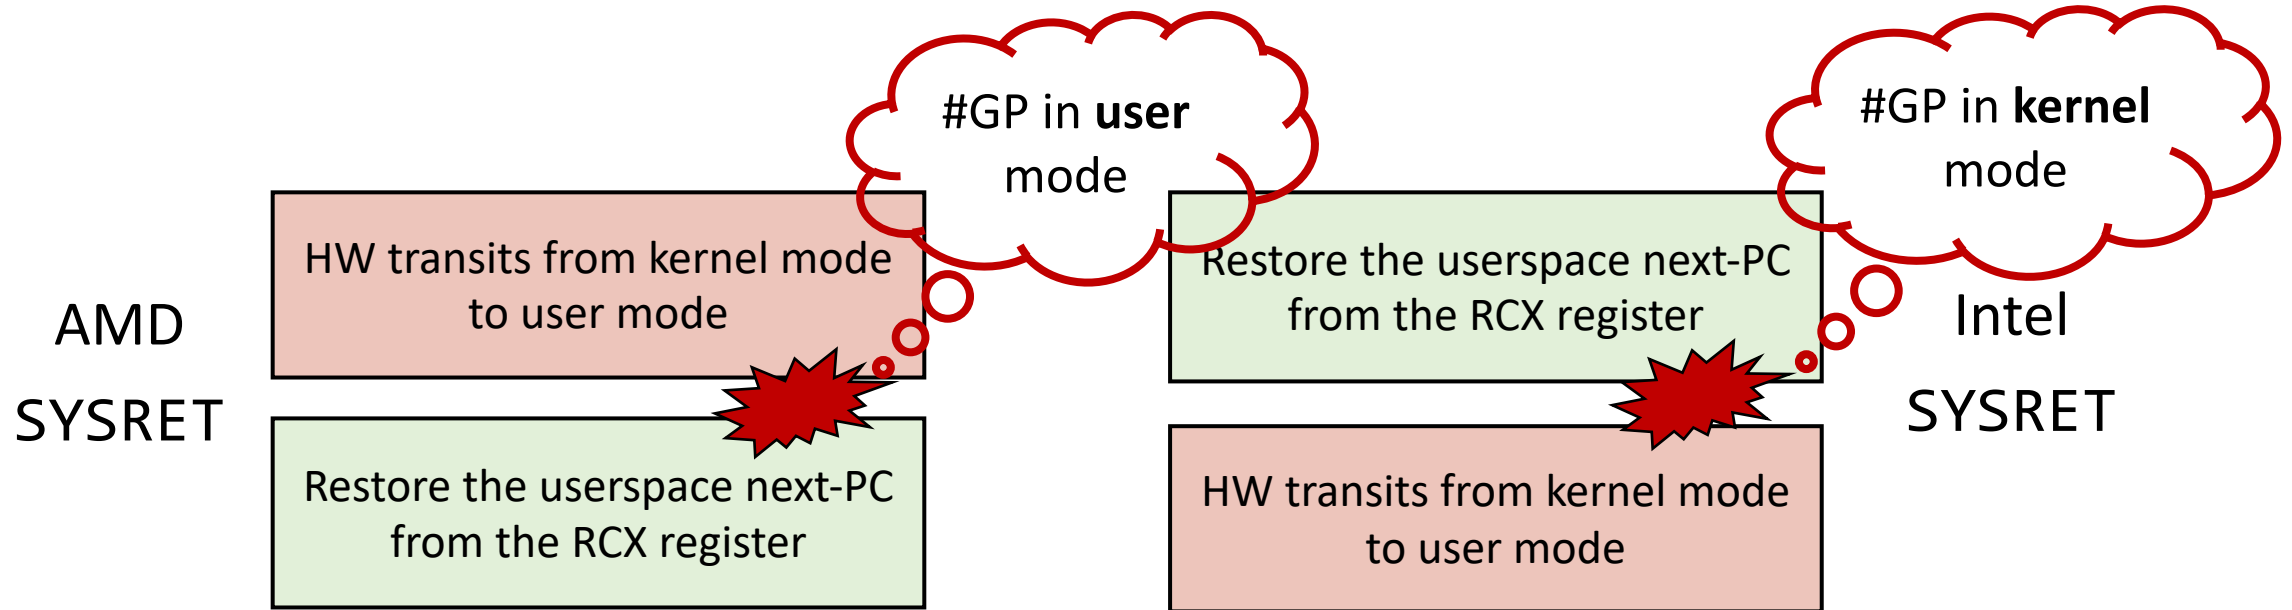 #GP in user
mode
#GP in kernel
mode
AMD
SYSRET
HW transits from kernel mode
to user mode
Restore the userspace next-PC
from the RCX register
Restore the userspace next-PC
from the RCX register
HW transits from kernel mode
to user mode
Intel
SYSRET